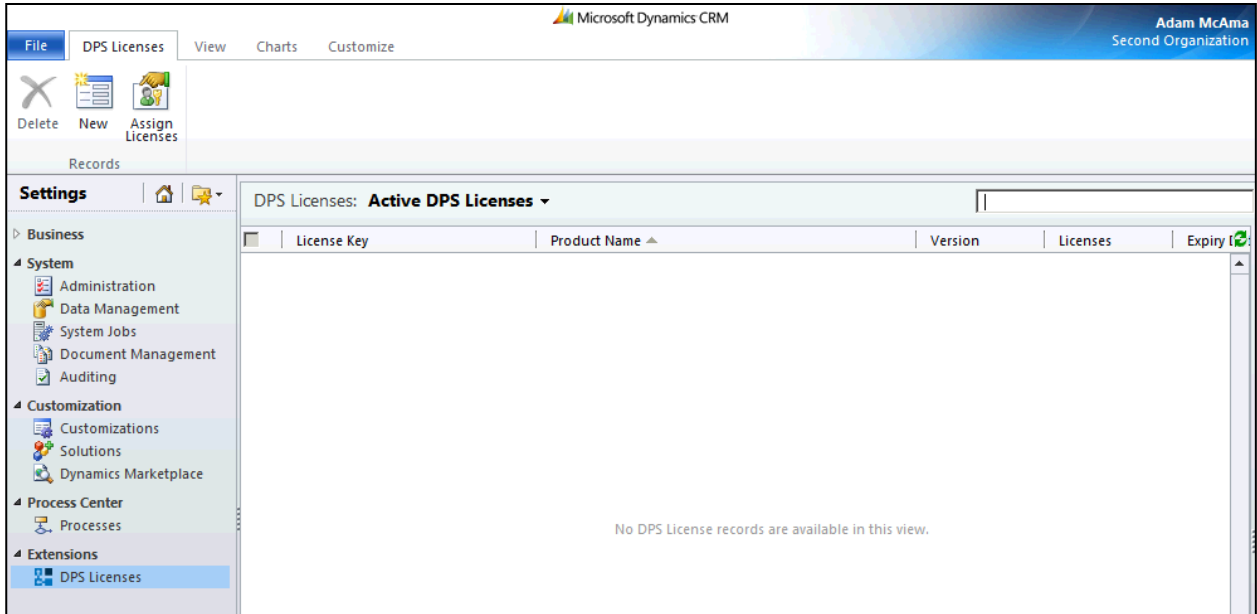 Microsoft Dynamics CRM
Adam McAma
Second Organization
File DPS Licenses View Charts Customize
Delete New Assign Licenses
Records
Settings
DPS Licenses: Active DPS Licenses
License Key Product Name Version Licenses Expiry
Business
System
Administration
Data Management
System Jobs
Document Management
Auditing
Customization
Customizations
Solutions
Dynamics Marketplace
Process Center
Processes
No DPS License records are available in this view.
Extensions
DPS Licenses